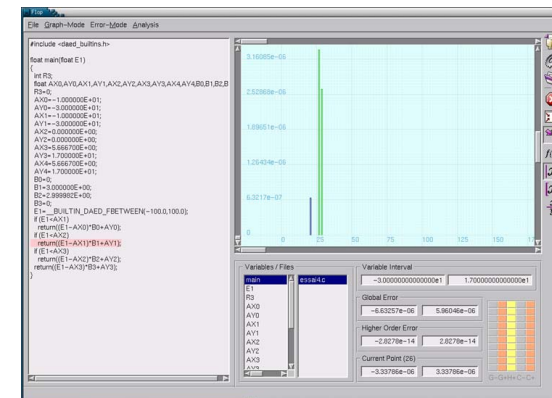 Flop
File Graph-Mode Error-Mode Analysis
#include <daed_builtins.h>
float main(float E1)
{
int R3;
float AX0,AY0,AX1,AY1,AX2,AY2,AX3,AY3,AX4,AY4,B0,B1,B2,B
R3=0;
AX0=-1.000000E+01;
AY0=-3.000000E+01;
AX1=-1.000000E+01;
AY1=-3.000000E+01;
AX2=0.000000E+00;
AY2=0.000000E+00;
AX3=5.666700E+00;
AY3=1.700000E+01;
AX4=5.666700E+00;
AY4=1.700000E+01;
B0=0;
B1=3.000000E+00;
B2=2.999982E+00;
B3=0;
E1=__BUILTIN_DAED_FBETWEEN(-100.0,100.0);
if (E1<AX1)
return((E1-AX0)*B0+AY0);
if (E1<AX2)
return((E1-AX1)*B1+AY1);
if (E1<AX3)
return((E1-AX2)*B2+AY2);
return((E1-AX3)*B3+AY3);
}
3.16085e-06
2.52868e-06
1.89651e-06
1.26434e-06
6.3217e-07
0
0 25 50 75 100 125 150
Variables / Files
main
E1
R3
AX0
AY0
AX1
AY1
AX2
AY2
AX3
AY3
essai4.c
Variable Interval
-3.00000000000000e1 1.70000000000000e1
Global Error
-6.63257e-06 5.96046e-06
Higher Order Error
-2.8278e-14 2.8278e-14
Current Point (26)
-3.33786e-06 3.33786e-06
G-G+H+C-C+